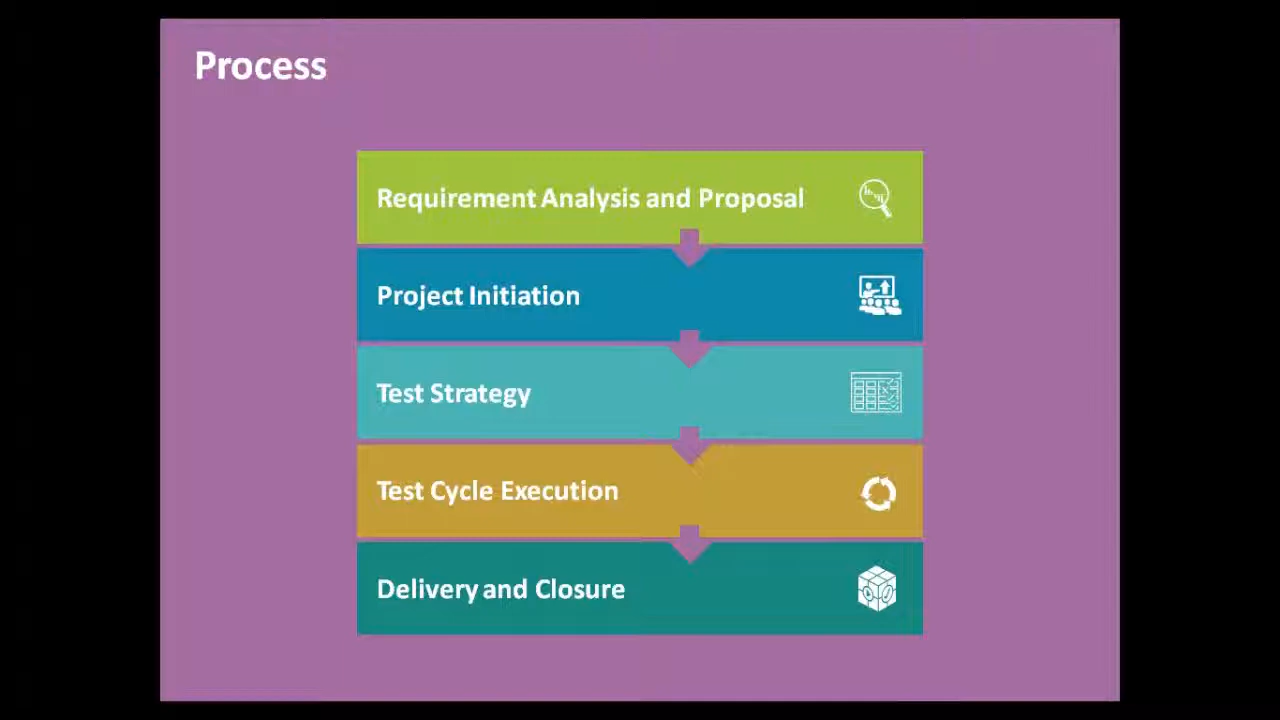 Process
Requirement Analysis and Proposal
Project Initiation
Test Strategy
Test Cycle Execution
Delivery and Closure